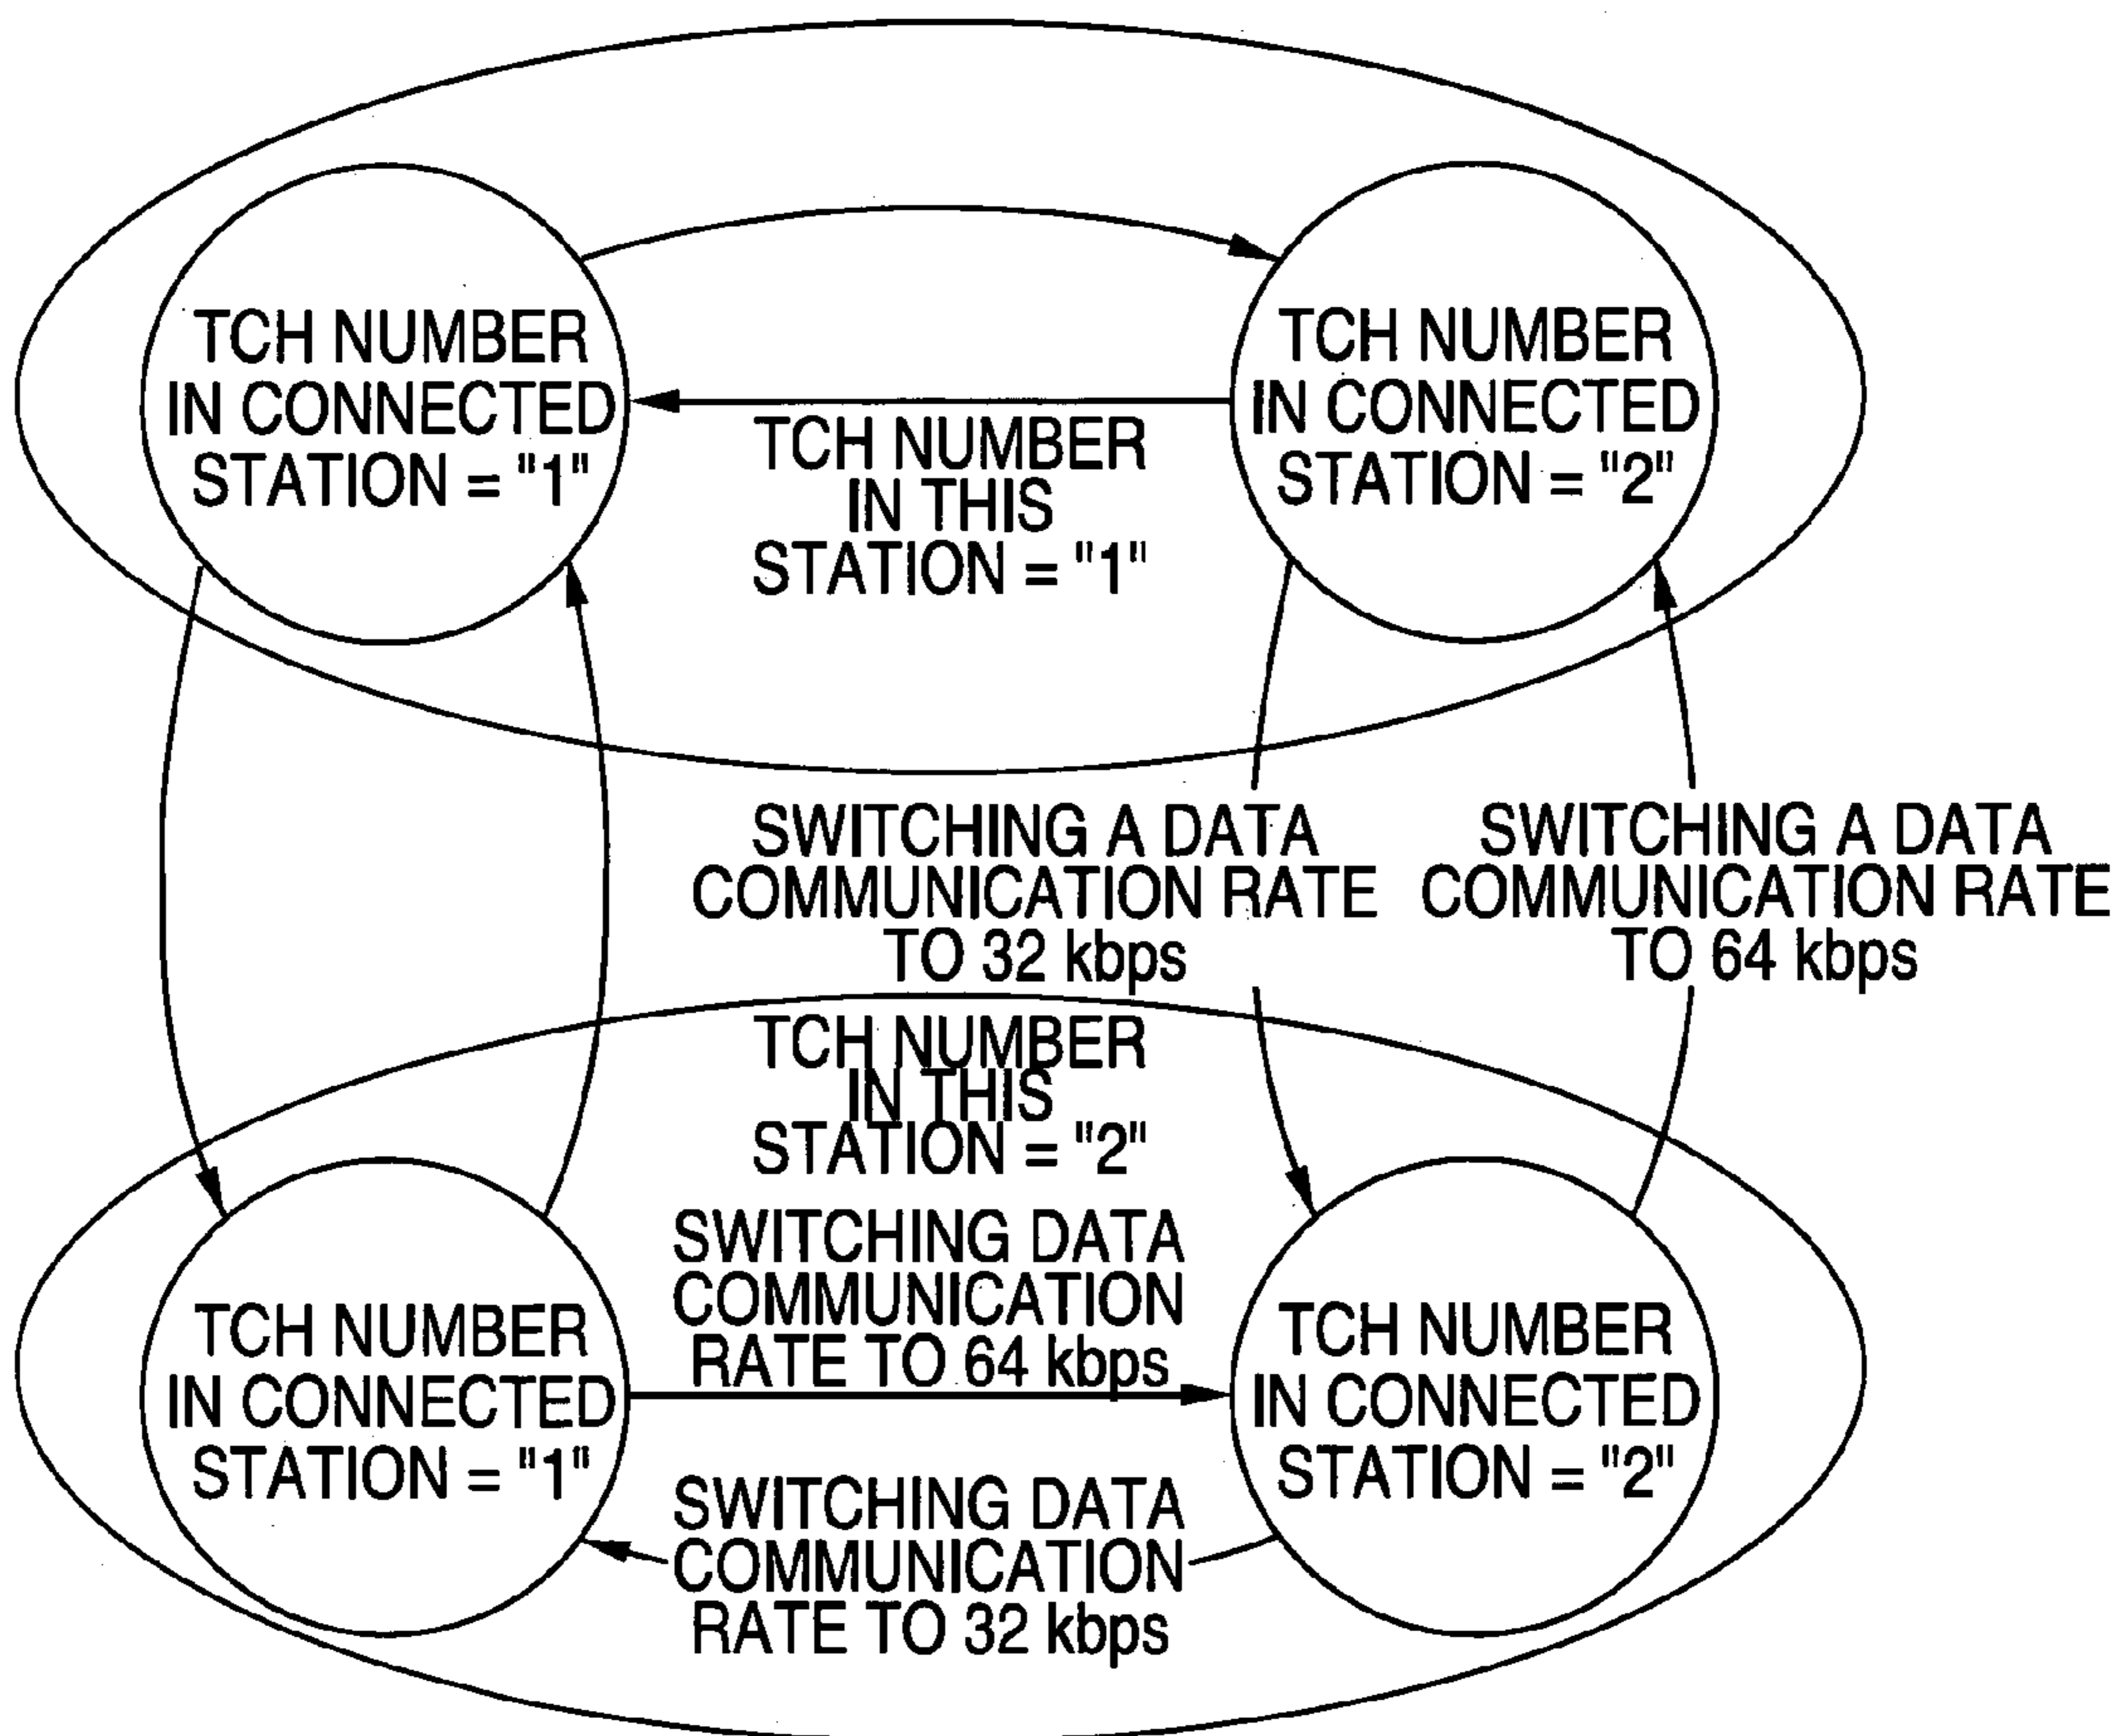 TCH NUMBER
IN CONNECTED
STATION = "1"
TCH NUMBER
IN CONNECTED
STATION = "2"
TCH NUMBER
IN THIS
STATION = "1"
SWITCHING A DATA
COMMUNICATION RATE
TO 32 kbps
SWITCHING A DATA
COMMUNICATION RATE
TO 64 kbps
TCH NUMBER
IN THIS
STATION = "2"
SWITCHING DATA
COMMUNICATION
RATE TO 64 kbps
TCH NUMBER
IN CONNECTED
STATION = "1"
TCH NUMBER
IN CONNECTED
STATION = "2"
SWITCHING DATA
COMMUNICATION
RATE TO 32 kbps